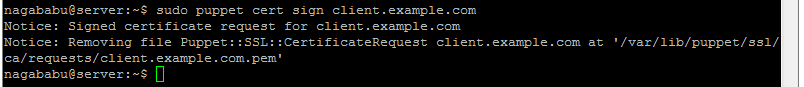 nagababu@server:~$ sudo puppet cert sign client.example.com
Notice: Signed certificate request for client.example.com
Notice: Removing file Puppet::SSL::CertificateRequest client.example.com at '/var/lib/puppet/ssl/
ca/requests/client.example.com.pem'
nagababu@server:~$